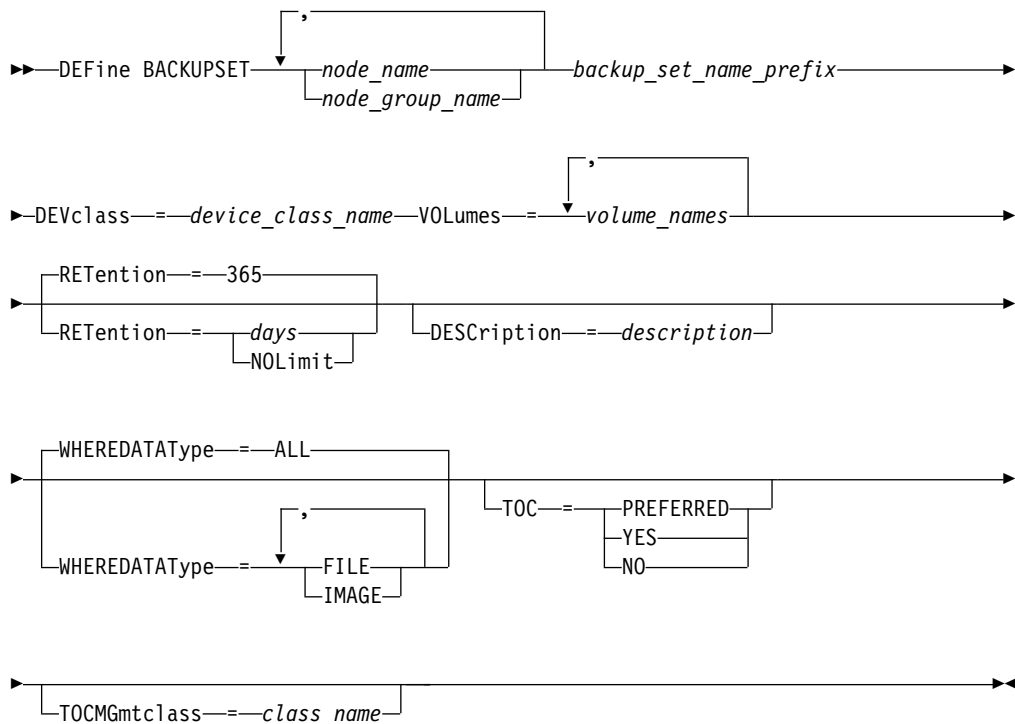 ,
DEFine BACKUPSET node_name backup_set_name_prefix
node_group_name
,
DEVclass = device_class_name VOLumes = volume_names
RETention = 365
RETention = days
NOLimit
DESCription = description
WHEREDATAType = ALL
,
WHEREDATAType = FILE
IMAGE
TOC = PREFERRED
YES
NO
TOCMGmtclass = class_name